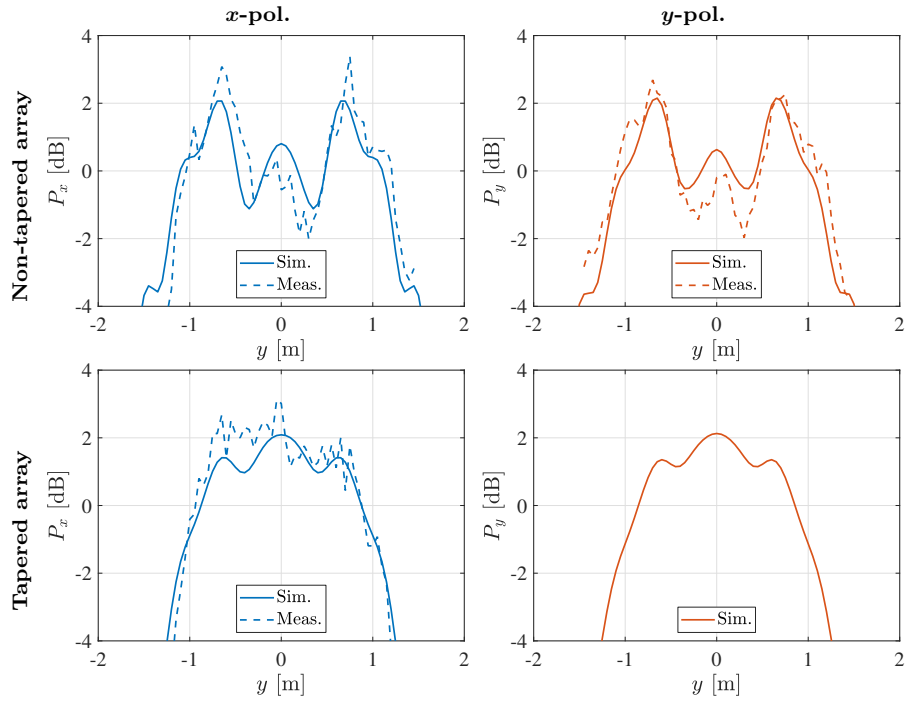 x-pol.
y-pol.
Non-tapered array
P_x [dB]
4
2
0
-2
-4
Sim.
Meas.
-2
-1
0
1
2
y [m]
P_y [dB]
4
2
0
-2
-4
Sim.
Meas.
-2
-1
0
1
2
y [m]
Tapered array
P_x [dB]
4
2
0
-2
-4
Sim.
Meas.
-2
-1
0
1
2
y [m]
P_y [dB]
4
2
0
-2
-4
Sim.
-2
-1
0
1
2
y [m]